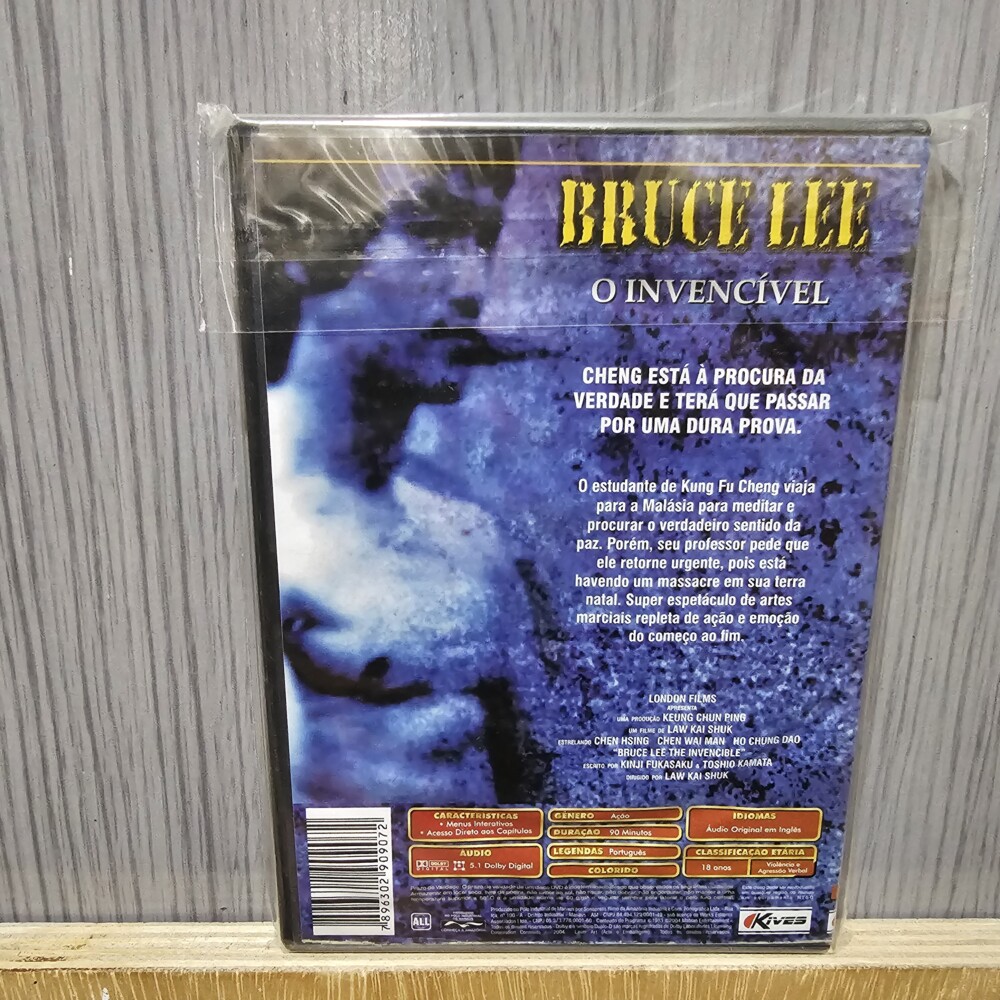 BRUCE LEE
O INVENCÍVEL
CHENG ESTÁ À PROCURA DA
VERDADE E TERÁ QUE PASSAR
POR UMA DURA PROVA.
O estudante de Kung Fu Cheng viaja
para a Malásia para meditar e
procurar o verdadeiro sentido da
paz. Porém, seu professor pede que
ele retorne urgente, pois está
havendo um massacre em sua terra
natal. Super espetáculo de artes
marciais repleta de ação e emoção
do começo ao fim.
LONDON FILMS
APRESENTA
UMA PRODUÇÃO KEUNG CHUN PING
UM FILME DE LAW KAI SHUK
ESTRELANDO CHEN HSING CHEN WAI MAN HO CHUNG DAO
"BRUCE LEE THE INVENCIBLE"
ESCRITO POR KINJI FUKASAKU & TOSHIO KAMATA
DIRIGIDO POR LAW KAI SHUK
CARACTERÍSTICAS
• Menus Interativos
• Acesso Direto aos Capítulos
ÁUDIO
DOLBY DIGITAL 5.1 Dolby Digital
GÊNERO Ação
DURAÇÃO 90 Minutos
LEGENDAS Português
COLORIDO
IDIOMAS
Áudio Original em Inglês
CLASSIFICAÇÃO ETÁRIA
18 anos Violência e
Agressão Verbal
7896302909072
ALL
KIVES